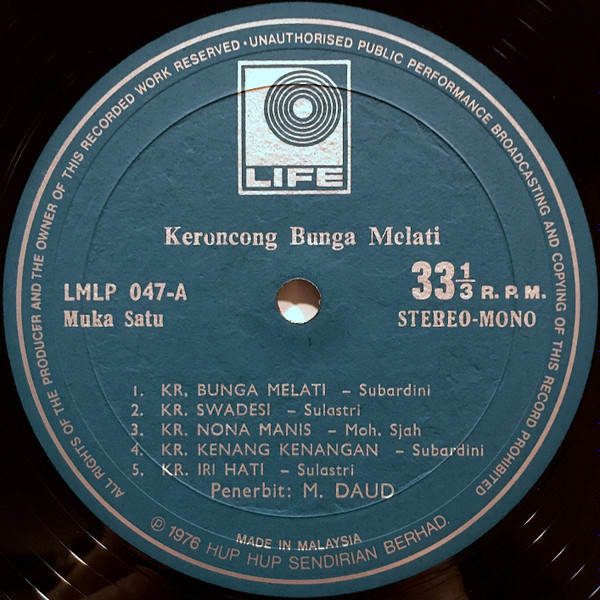 ALL RIGHTS OF THE PRODUCER AND THE OWNER OF THIS RECORDED WORK RESERVED • UNAUTHORISED PUBLIC PERFORMANCE BROADCASTING AND COPYING OF THIS RECORD PROHIBITED
LIFE
Keroncong Bunga Melati
LMLP 047-A
Muka Satu
33 1/3 R.P.M.
STEREO-MONO
1. KR, BUNGA MELATI – Subardini
2. KR. SWADESI – Sulastri
3. KR. NONA MANIS – Moh. Sjah
4. KR. KENANG KENANGAN – Subardini
5. KR. IRI HATI – Sulastri
Penerbit: M. DAUD
MADE IN MALAYSIA
℗ 1976 HUP HUP SENDIRIAN BERHAD.